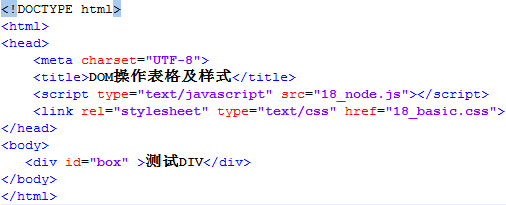 <!DOCTYPE html>
<html>
<head>
    <meta charset="UTF-8">
    <title>DOM操作表格及样式</title>
    <script type="text/javascript" src="18_node.js"></script>
    <link rel="stylesheet" type="text/css" href="18_basic.css">
</head>
<body>
    <div id="box" >测试DIV</div>
</body>
</html>